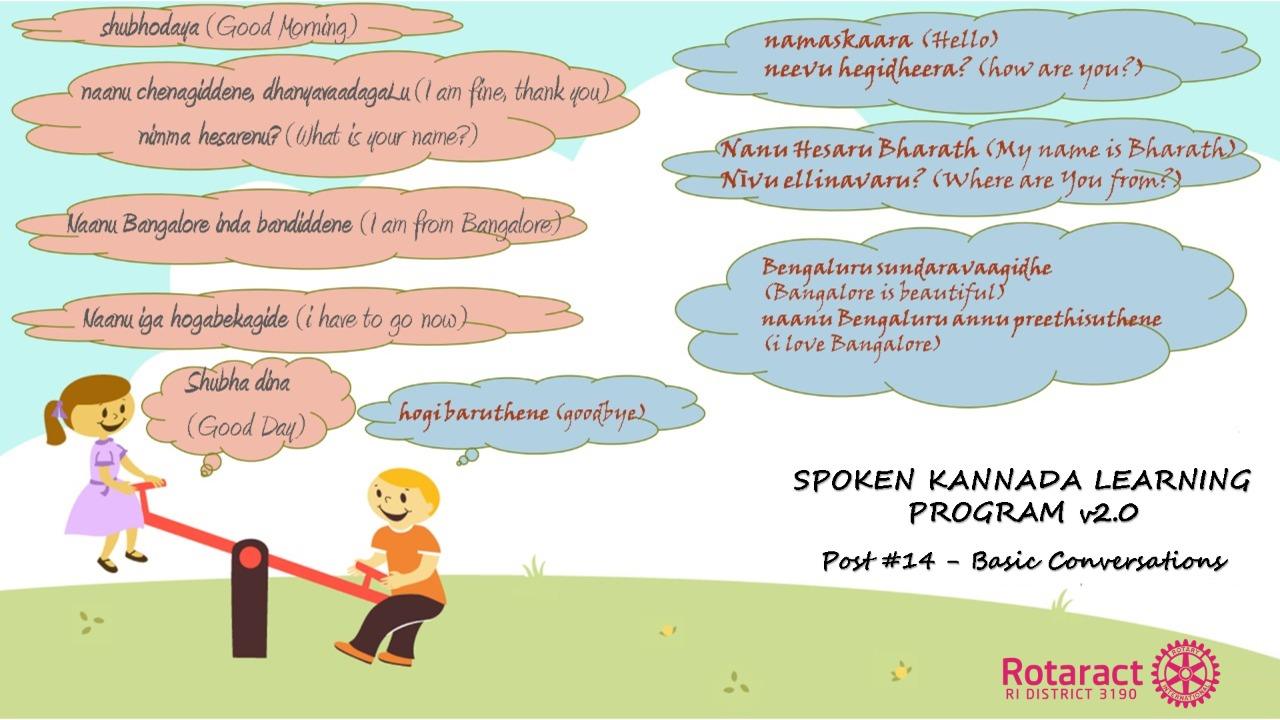 shubhodaya (Good Morning)
namaskaara (Hello)
neevu hegidheera? (how are you?)
naanu chenagiddene, dhanyavaadagaLu (I am fine, thank you)
nimma hesarenu? (What is your name?)
Nanu Hesaru Bharath (My name is Bharath)
Nīvu ellinavaru? (Where are You from?)
Naanu Bangalore inda bandiddene (I am from Bangalore)
Bengaluru sundaravaagidhe
(Bangalore is beautiful)
naanu Bengaluru annu preethisuthene
(i love Bangalore)
Naanu iga hogabekagide (i have to go now)
Shubha dina
(Good Day)
hogi baruthene (goodbye)
SPOKEN KANNADA LEARNING
PROGRAM v2.0
Post #14 - Basic Conversations
Rotaract
RI DISTRICT 3190
ROTARY
INTERNATIONAL